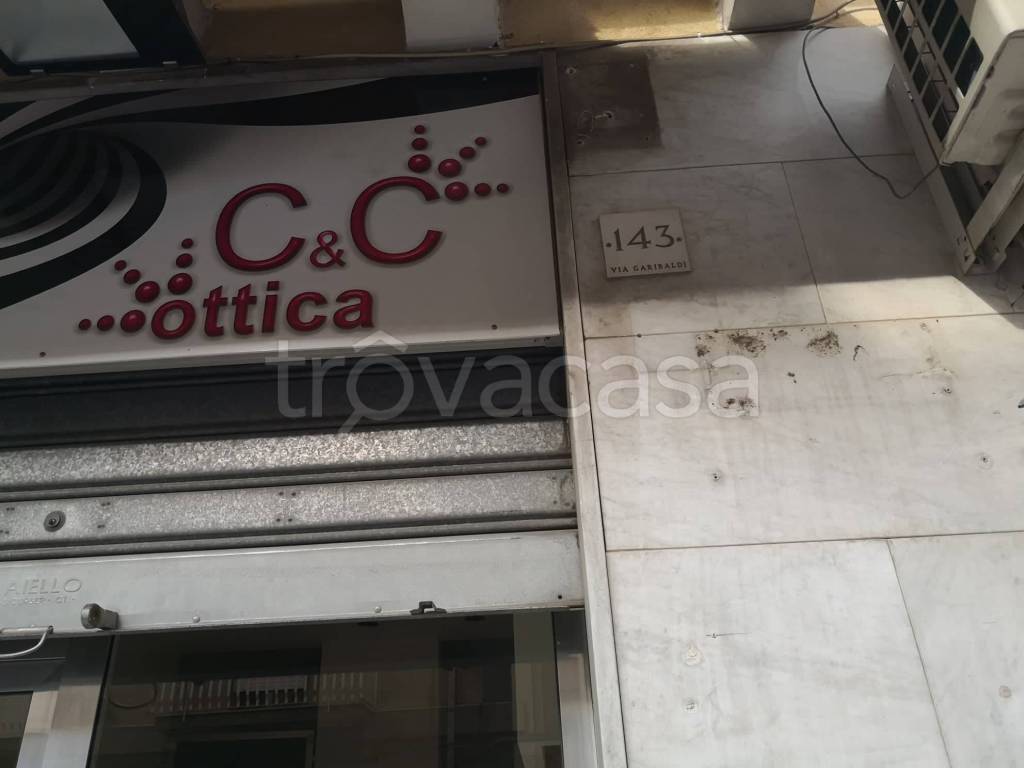 C&C
ottica
·143·
VIA GARIBALDI
trovacasa
AIELLO